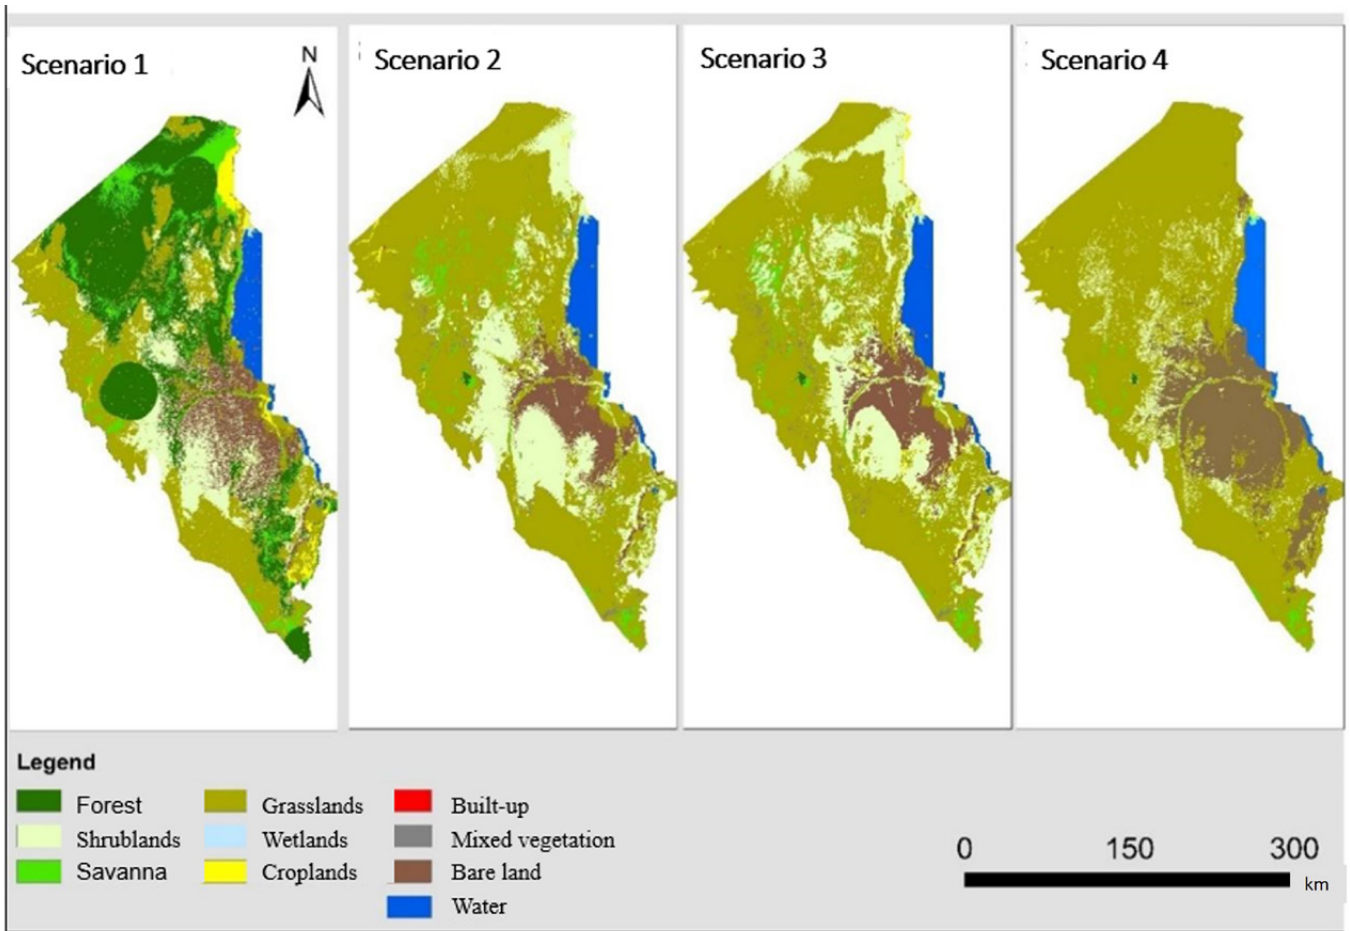 Scenario 1
N
Scenario 2
Scenario 3
Scenario 4
Legend
Forest
Grasslands
Built-up
Shrublands
Wetlands
Mixed vegetation
Savanna
Croplands
Bare land
Water
0 150 300
km